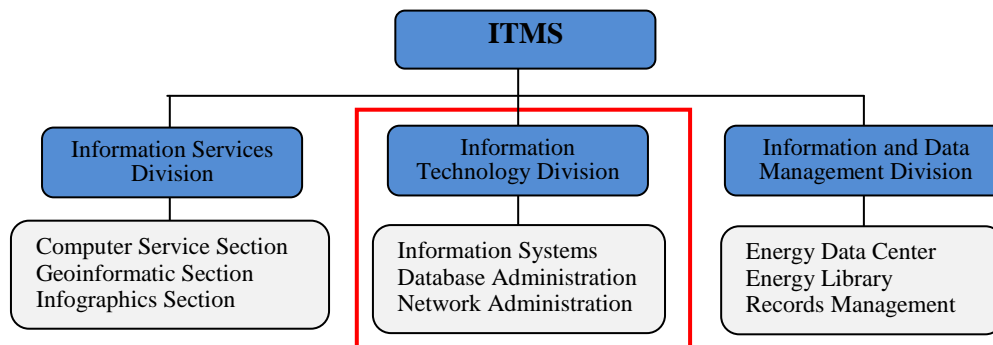 ITMS
Information Services
Division
Computer Service Section
Geoinformatic Section
Infographics Section
Information
Technology Division
Information Systems
Database Administration
Network Administration
Information and Data
Management Division
Energy Data Center
Energy Library
Records Management